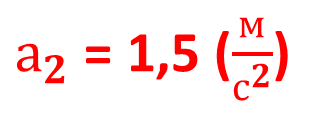 a₂ = 1,5 (м/с²)